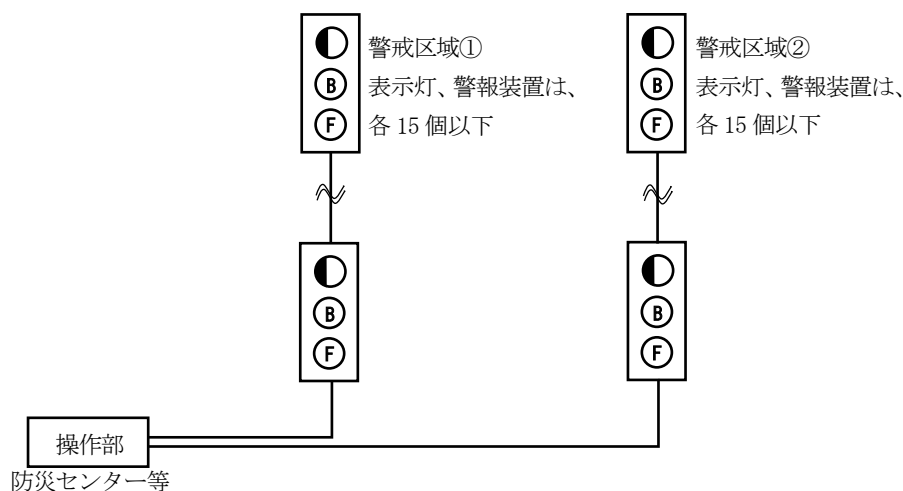 警戒区域①
B 表示灯、警報装置は、
F 各 15 個以下
警戒区域②
B 表示灯、警報装置は、
F 各 15 個以下
B
F
B
F
操作部
防災センター等